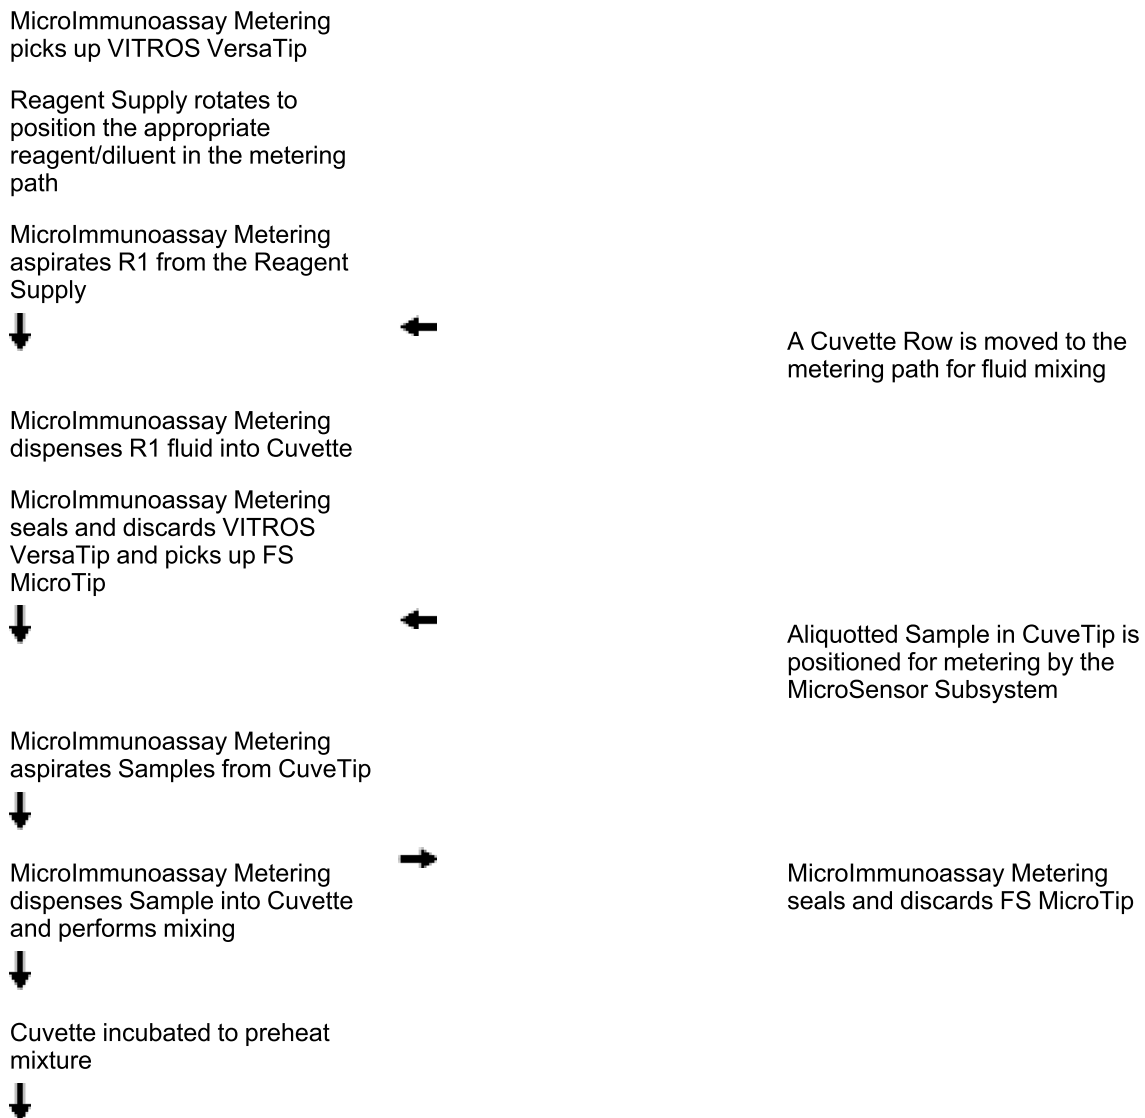 MicroImmunoassay Metering
picks up VITROS VersaTip
Reagent Supply rotates to
position the appropriate
reagent/diluent in the metering
path
MicroImmunoassay Metering
aspirates R1 from the Reagent
Supply
A Cuvette Row is moved to the
metering path for fluid mixing
MicroImmunoassay Metering
dispenses R1 fluid into Cuvette
MicroImmunoassay Metering
seals and discards VITROS
VersaTip and picks up FS
MicroTip
Aliquotted Sample in CuveTip is
positioned for metering by the
MicroSensor Subsystem
MicroImmunoassay Metering
aspirates Samples from CuveTip
MicroImmunoassay Metering
dispenses Sample into Cuvette
and performs mixing
MicroImmunoassay Metering
seals and discards FS MicroTip
Cuvette incubated to preheat
mixture